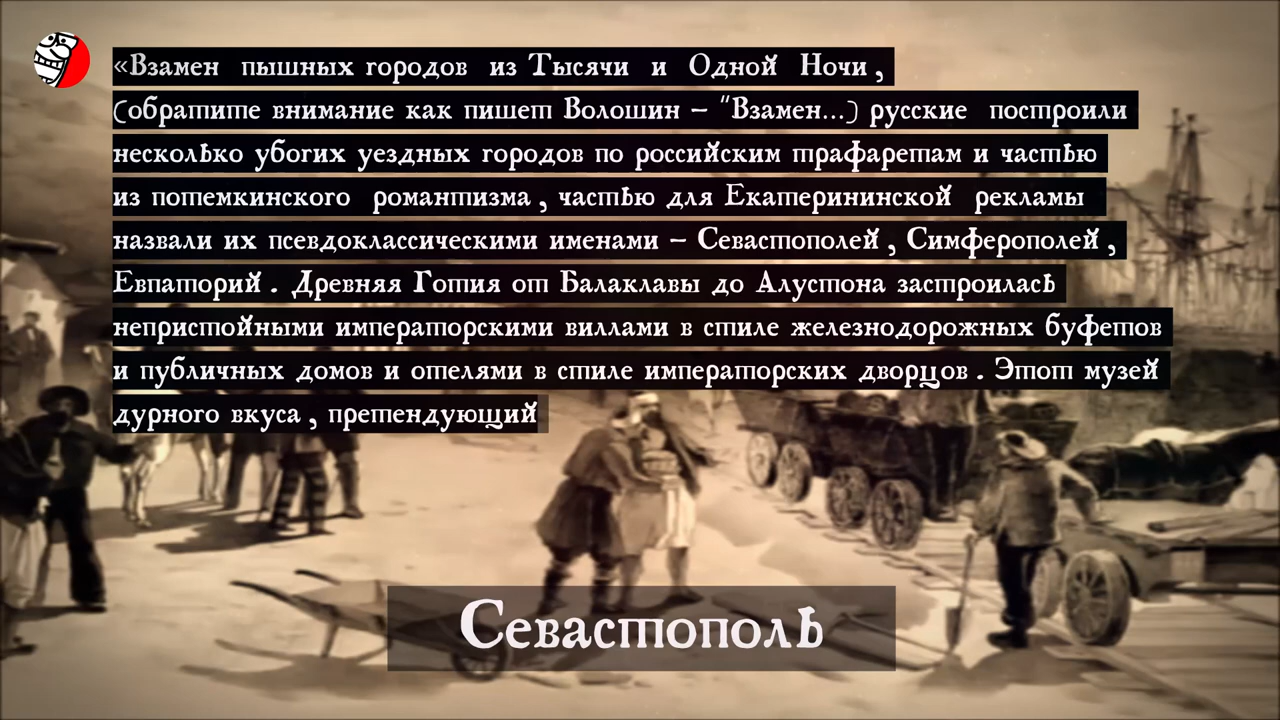 «Взамен пышных городов из Тысячи и Одной Ночи,
(обратите внимание как пишет Волошин – "Взамен...) русские построили
несколько убогих уездных городов по российским трафаретам и частью
из потемкинского романтизма, частью для Екатерининской рекламы
назвали их псевдоклассическими именами – Севастополей, Симферополей,
Евпаторий. Древняя Готия от Балаклавы до Алустона застроилась
непристойными императорскими виллами в стиле железнодорожных буфетов
и публичных домов и отелями в стиле императорских дворцов. Этот музей
дурного вкуса, претендующий
Севастополь